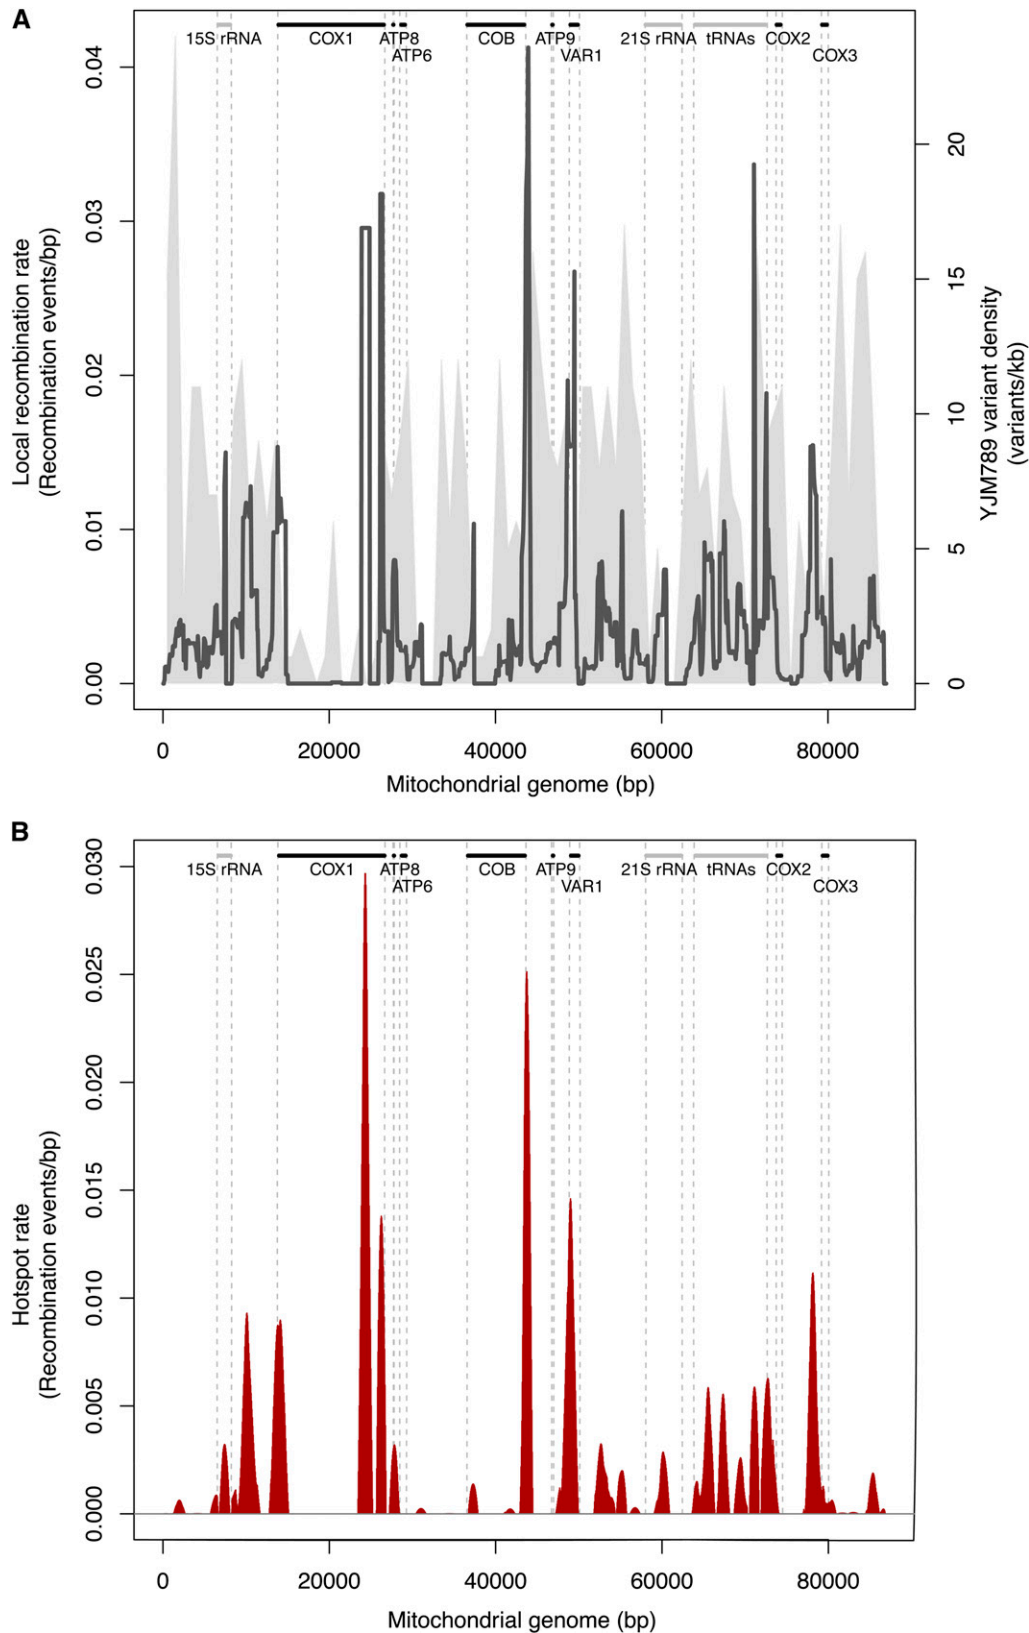 A
15S rRNA COX1 ATP8 COB ATP9 21S rRNA tRNAs COX2
ATP6 VAR1 COX3
0.04
0.03
0.02
0.01
0.00
Local recombination rate
(Recombination events/bp)
20
15
10
5
0
YJM789 variant density
(variants/kb)
0 20000 40000 60000 80000
Mitochondrial genome (bp)
B
15S rRNA COX1 ATP8 COB ATP9 21S rRNA tRNAs COX2
ATP6 VAR1 COX3
0.030
0.025
0.020
0.015
0.010
0.005
0.000
Hotspot rate
(Recombination events/bp)
0 20000 40000 60000 80000
Mitochondrial genome (bp)